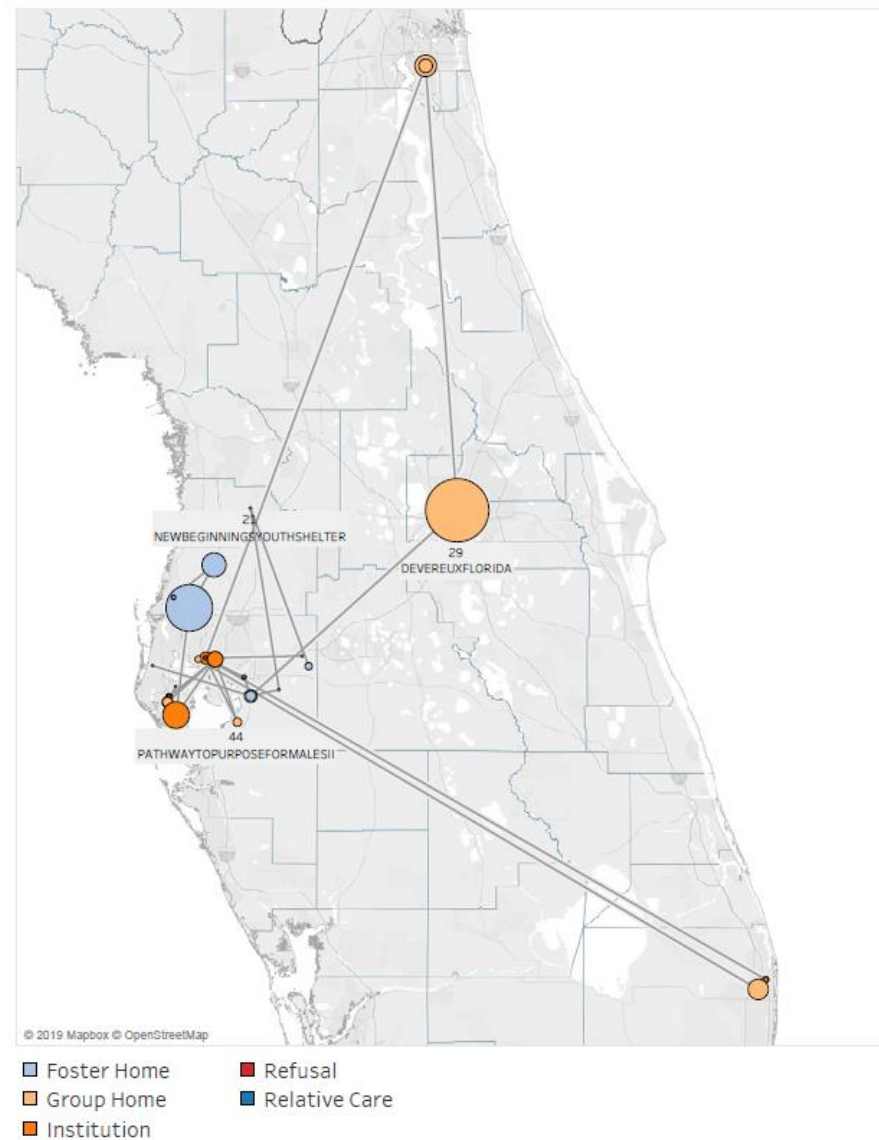 21
NEWBEGINNINGSYOUTHSHELTER
29
DEVEREUXFLORIDA
44
PATHWAYTOPURPOSEFORMALESII
© 2019 Mapbox © OpenStreetMap
Foster Home
Refusal
Group Home
Relative Care
Institution